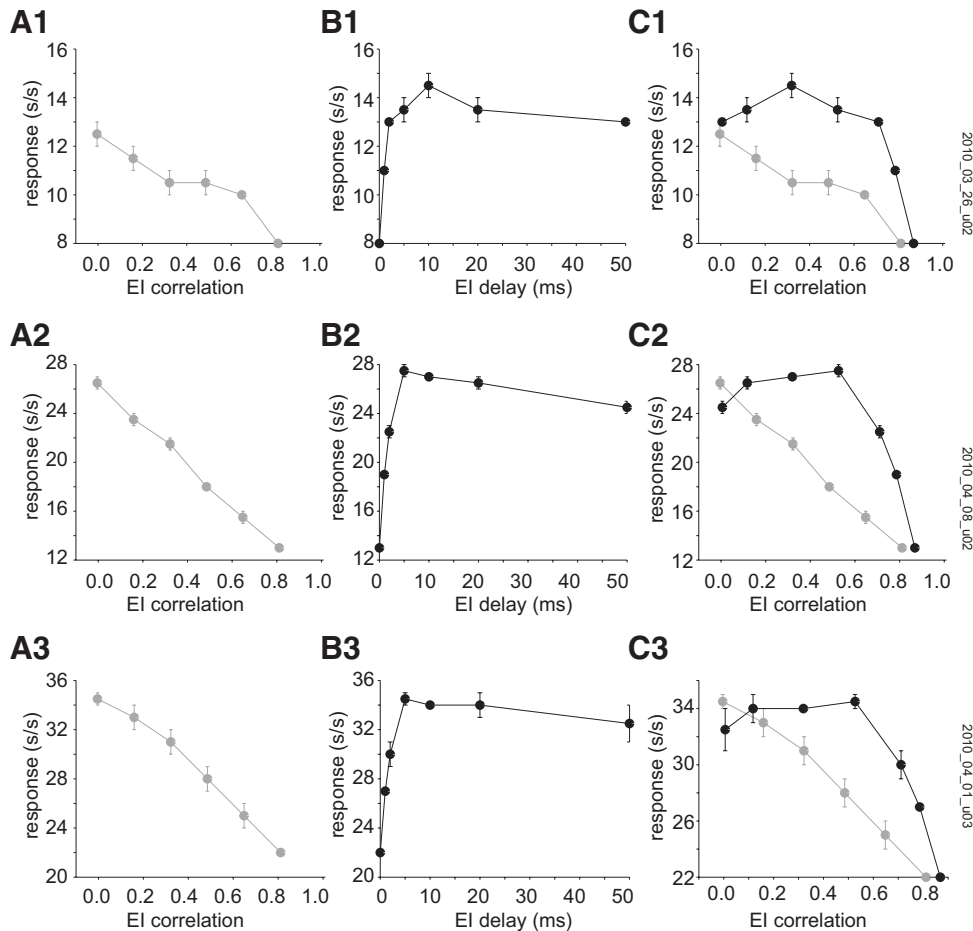 A1
B1
C1
response (s/s)
16
14
12
10
8
0.0 0.2 0.4 0.6 0.8 1.0
EI correlation
response (s/s)
16
14
12
10
8
0 10 20 30 40 50
EI delay (ms)
response (s/s)
16
14
12
10
8
0.0 0.2 0.4 0.6 0.8 1.0
EI correlation
2010_03_26_u02
A2
B2
C2
response (s/s)
28
24
20
16
12
0.0 0.2 0.4 0.6 0.8 1.0
EI correlation
response (s/s)
28
24
20
16
12
0 10 20 30 40 50
EI delay (ms)
response (s/s)
28
24
20
16
12
0.0 0.2 0.4 0.6 0.8 1.0
EI correlation
2010_04_08_u02
A3
B3
C3
response (s/s)
36
32
28
24
20
0.0 0.2 0.4 0.6 0.8 1.0
EI correlation
response (s/s)
36
32
28
24
20
0 10 20 30 40 50
EI delay (ms)
response (s/s)
34
30
26
22
0.0 0.2 0.4 0.6 0.8
EI correlation
2010_04_01_u03